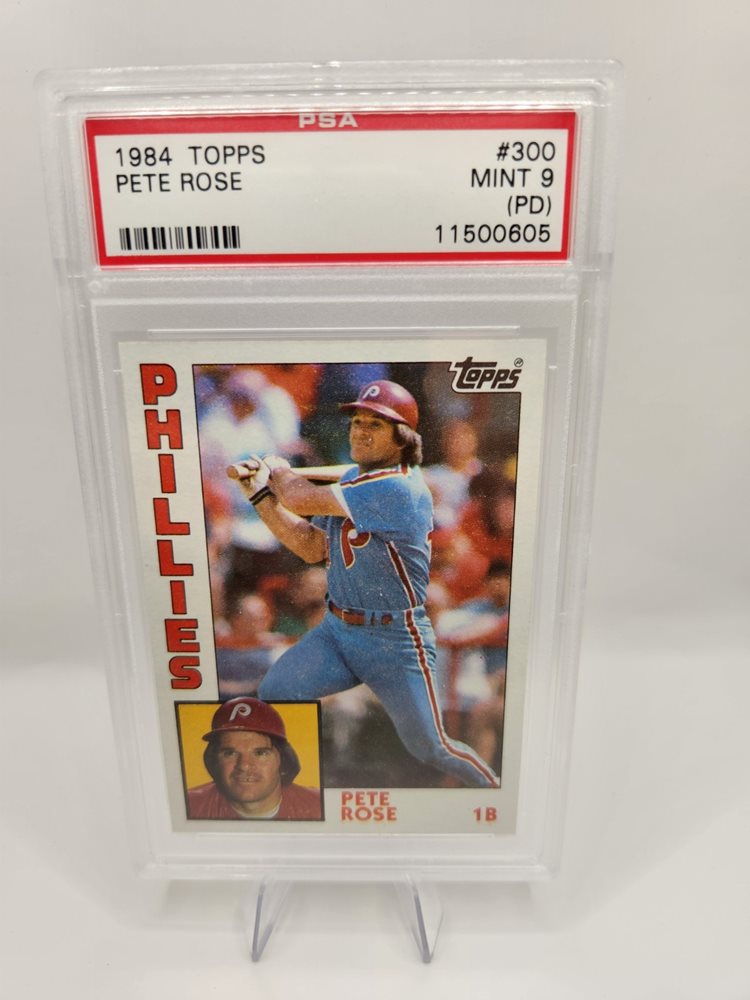 PSA
1984 TOPPS #300
PETE ROSE MINT 9
(PD)
11500605
TOPPS®
PHILLIES
P
P
P
PETE
ROSE
1B